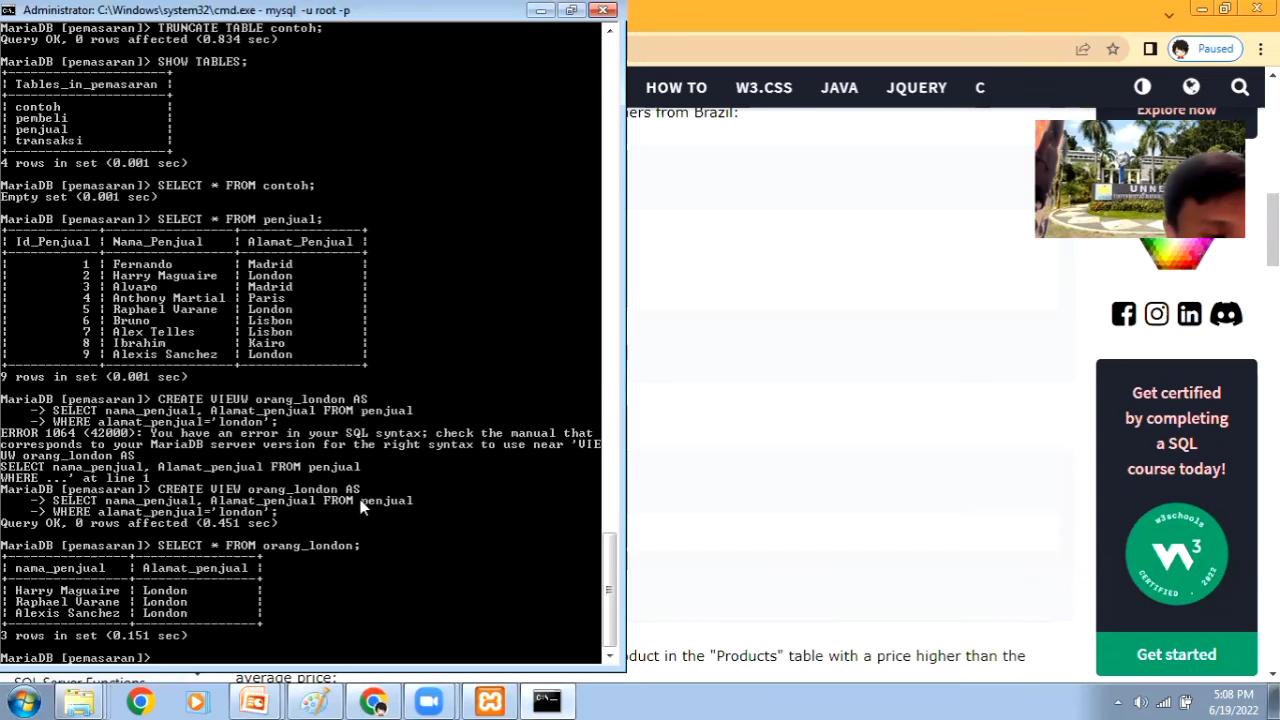 Administrator: C:\Windows\system32\cmd.exe - mysql -u root -p
MariaDB [pemasaran]> TRUNCATE TABLE contoh;
Query OK, 0 rows affected (0.834 sec)
MariaDB [pemasaran]> SHOW TABLES;
Tables_in_pemasaran
contoh
pembeli
penjual
transaksi
4 rows in set (0.001 sec)
MariaDB [pemasaran]> SELECT * FROM contoh;
Empty set (0.001 sec)
MariaDB [pemasaran]> SELECT * FROM penjual;
Id_Penjual | Nama_Penjual | Alamat_Penjual
1 | Fernando | Madrid
2 | Harry Maguaire | London
3 | Alvaro | Madrid
4 | Anthony Martial | Paris
5 | Raphael Varane | London
6 | Bruno | Lisbon
7 | Alex Telles | Lisbon
8 | Ibrahim | Kairo
9 | Alexis Sanchez | London
9 rows in set (0.001 sec)
MariaDB [pemasaran]> CREATE VIEUW orang_london AS
-> SELECT nama_penjual, Alamat_penjual FROM penjual
-> WHERE alamat_penjual='london';
ERROR 1064 (42000): You have an error in your SQL syntax; check the manual that
corresponds to your MariaDB server version for the right syntax to use near 'VIE
UW orang_london AS
SELECT nama_penjual, Alamat_penjual FROM penjual
WHERE ...' at line 1
MariaDB [pemasaran]> CREATE VIEW orang_london AS
-> SELECT nama_penjual, Alamat_penjual FROM penjual
-> WHERE alamat_penjual='london';
Query OK, 0 rows affected (0.451 sec)
MariaDB [pemasaran]> SELECT * FROM orang_london;
nama_penjual | Alamat_penjual
Harry Maguaire | London
Raphael Varane | London
Alexis Sanchez | London
3 rows in set (0.151 sec)
MariaDB [pemasaran]>
Paused
HOW TO W3.CSS JAVA JQUERY C
ers from Brazil:
Explore now
UNNE
Get certified
by completing
a SQL
course today!
w3schools
W3
CERTIFIED . 2022
Get started
duct in the "Products" table with a price higher than the
average price:
SQL Server Functions
C:\
5:08 PM
6/19/2022